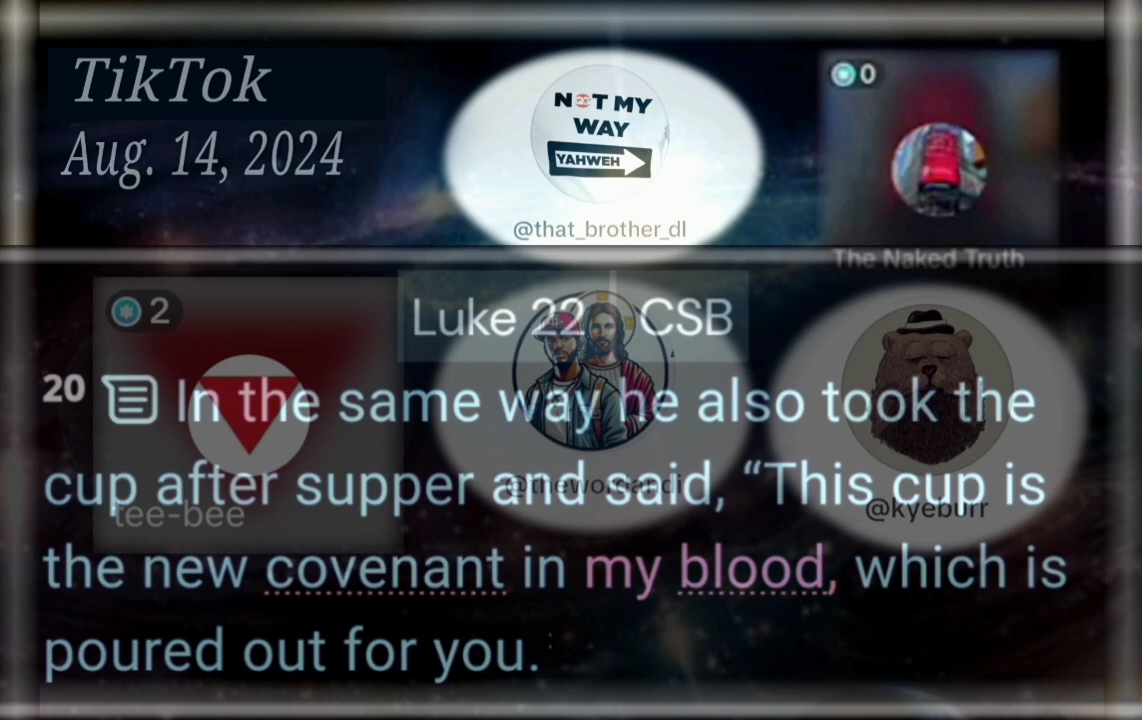 TikTok
Aug. 14, 2024
NOT MY
WAY
YAHWEH
@that_brother_dl
0
The Naked Truth
2
Luke 22 CSB
20 In the same way he also took the
cup after supper and said, “This cup is
tee-bee
@thewordandi
@kyeburr
the new covenant in my blood, which is
poured out for you.